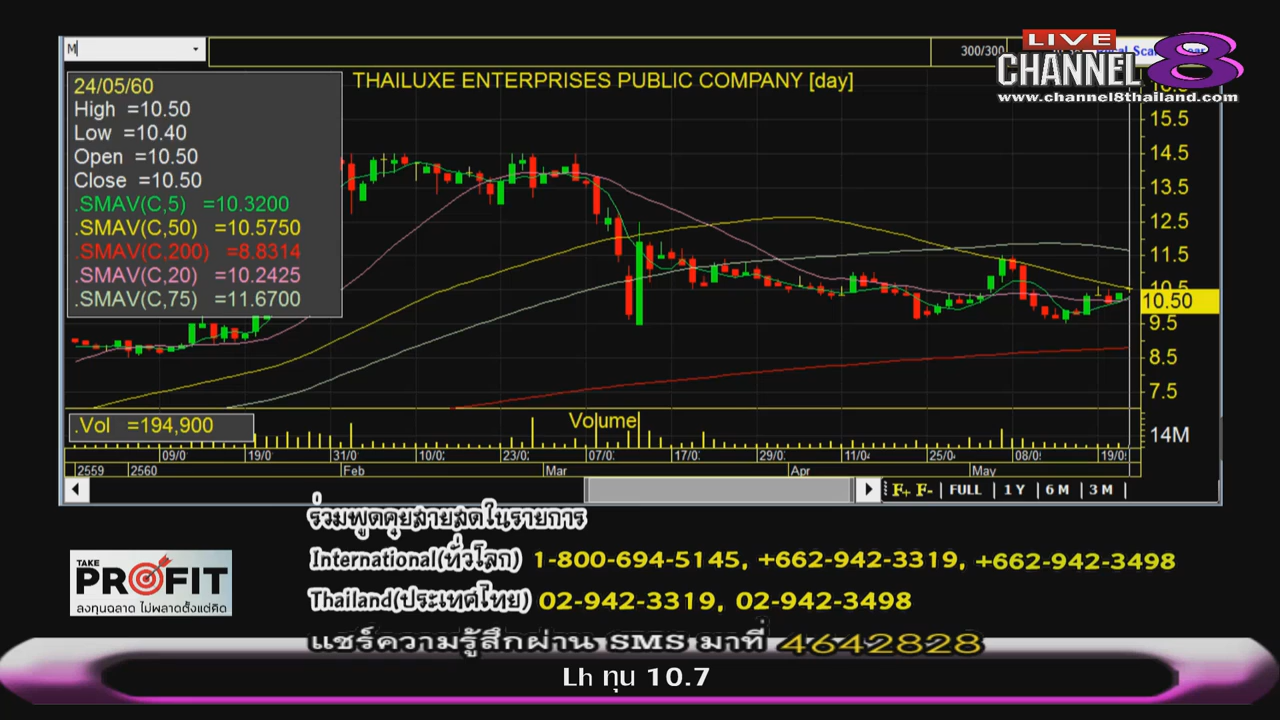 M
300/300
LIVE
CHANNEL 8
www.channel8thailand.com
THAILUXE ENTERPRISES PUBLIC COMPANY [day]
24/05/60
High =10.50
Low =10.40
Open =10.50
Close =10.50
.SMAV(C,5) =10.3200
.SMAV(C,50) =10.5750
.SMAV(C,200) =8.8314
.SMAV(C,20) =10.2425
.SMAV(C,75) =11.6700
15.5
14.5
13.5
12.5
11.5
10.5
10.50
9.5
8.5
7.5
.Vol =194,900
Volume
14M
09/0 19/0 31/0 10/0 23/0 07/0 17/0 29/0 11/0 25/0 08/0 19/0
2559 2560 Feb Mar Apr May
F+ F- FULL 1 Y 6 M 3 M
ร่วมพูดคุยสายสดในรายการ
International(ทั่วโลก) 1-800-694-5145, +662-942-3319, +662-942-3498
Thailand(ประเทศไทย) 02-942-3319, 02-942-3498
แชร์ความรู้สึกผ่าน SMS มาที่ 4642828
TAKE
PROFIT
ลงทุนฉลาด ไม่พลาดตั้งแต่คิด
Lh ทุน 10.7